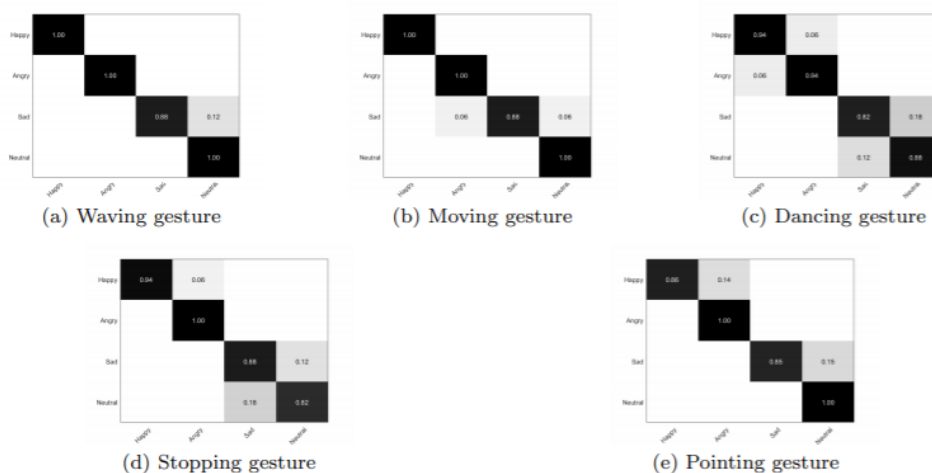 Happy 1.00
Angry 1.00
Sad 0.88 0.12
Neutral 1.00
Happy Angry Sad Neutral
(a) Waving gesture
Happy 1.00
Angry 1.00
Sad 0.06 0.88 0.06
Neutral 1.00
Happy Angry Sad Neutral
(b) Moving gesture
Happy 0.94 0.06
Angry 0.06 0.94
Sad 0.82 0.18
Neutral 0.12 0.88
Happy Angry Sad Neutral
(c) Dancing gesture
Happy 0.94 0.06
Angry 1.00
Sad 0.88 0.12
Neutral 0.18 0.82
Happy Angry Sad Neutral
(d) Stopping gesture
Happy 0.86 0.14
Angry 1.00
Sad 0.15
Neutral 1.00
Happy Angry Sad Neutral
(e) Pointing gesture